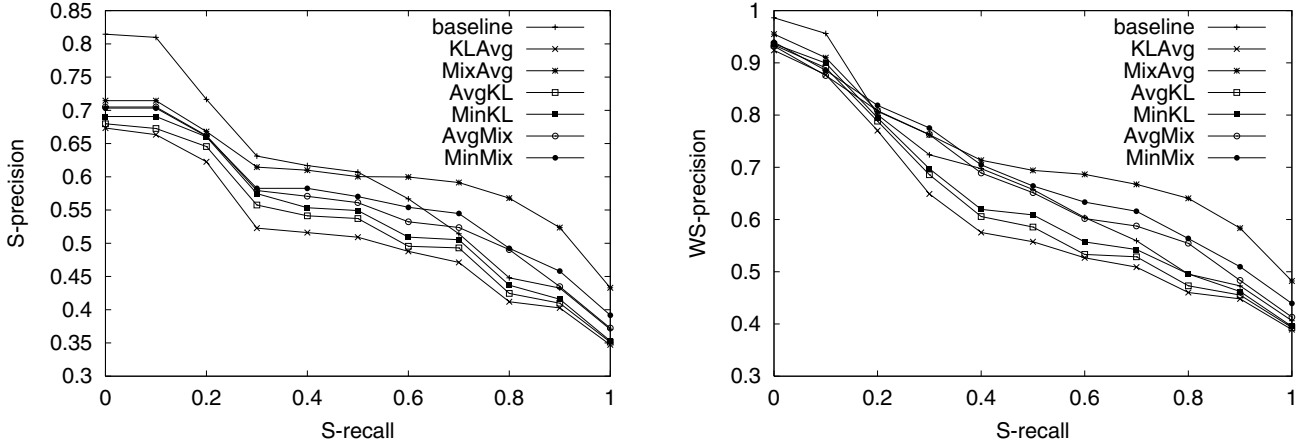 0.85
0.8
0.75
0.7
0.65
0.6
0.55
0.5
0.45
0.4
0.35
0.3
0 0.2 0.4 0.6 0.8 1
S-precision
S-recall
baseline
KLAvg
MixAvg
AvgKL
MinKL
AvgMix
MinMix
1
0.9
0.8
0.7
0.6
0.5
0.4
0.3
0 0.2 0.4 0.6 0.8 1
WS-precision
S-recall
baseline
KLAvg
MixAvg
AvgKL
MinKL
AvgMix
MinMix